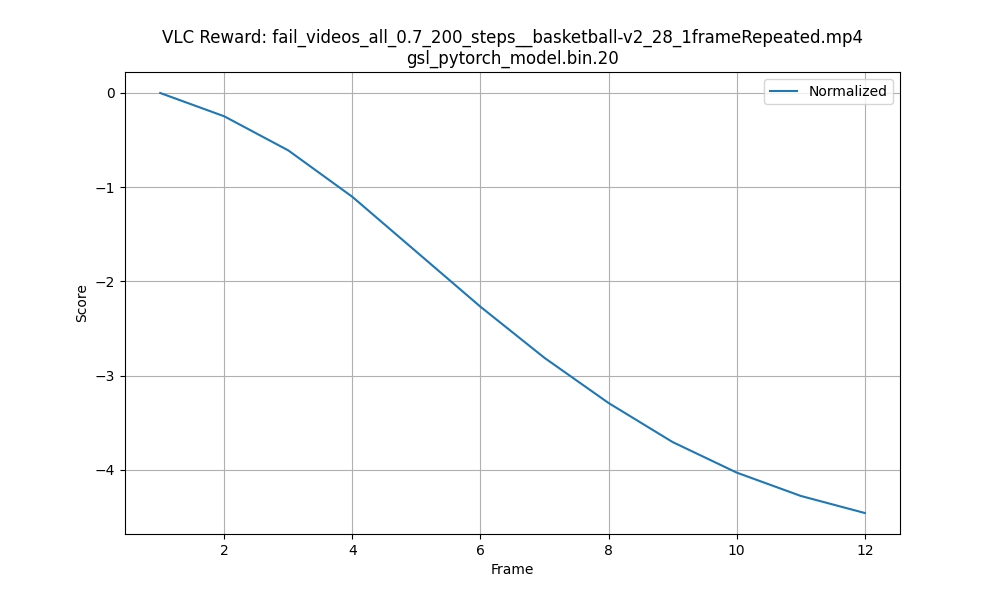 VLC Reward: fail_videos_all_0.7_200_steps__basketball-v2_28_1frameRepeated.mp4
gsl_pytorch_model.bin.20
Normalized
0
−1
−2
−3
−4
Score
2
4
6
8
10
12
Frame